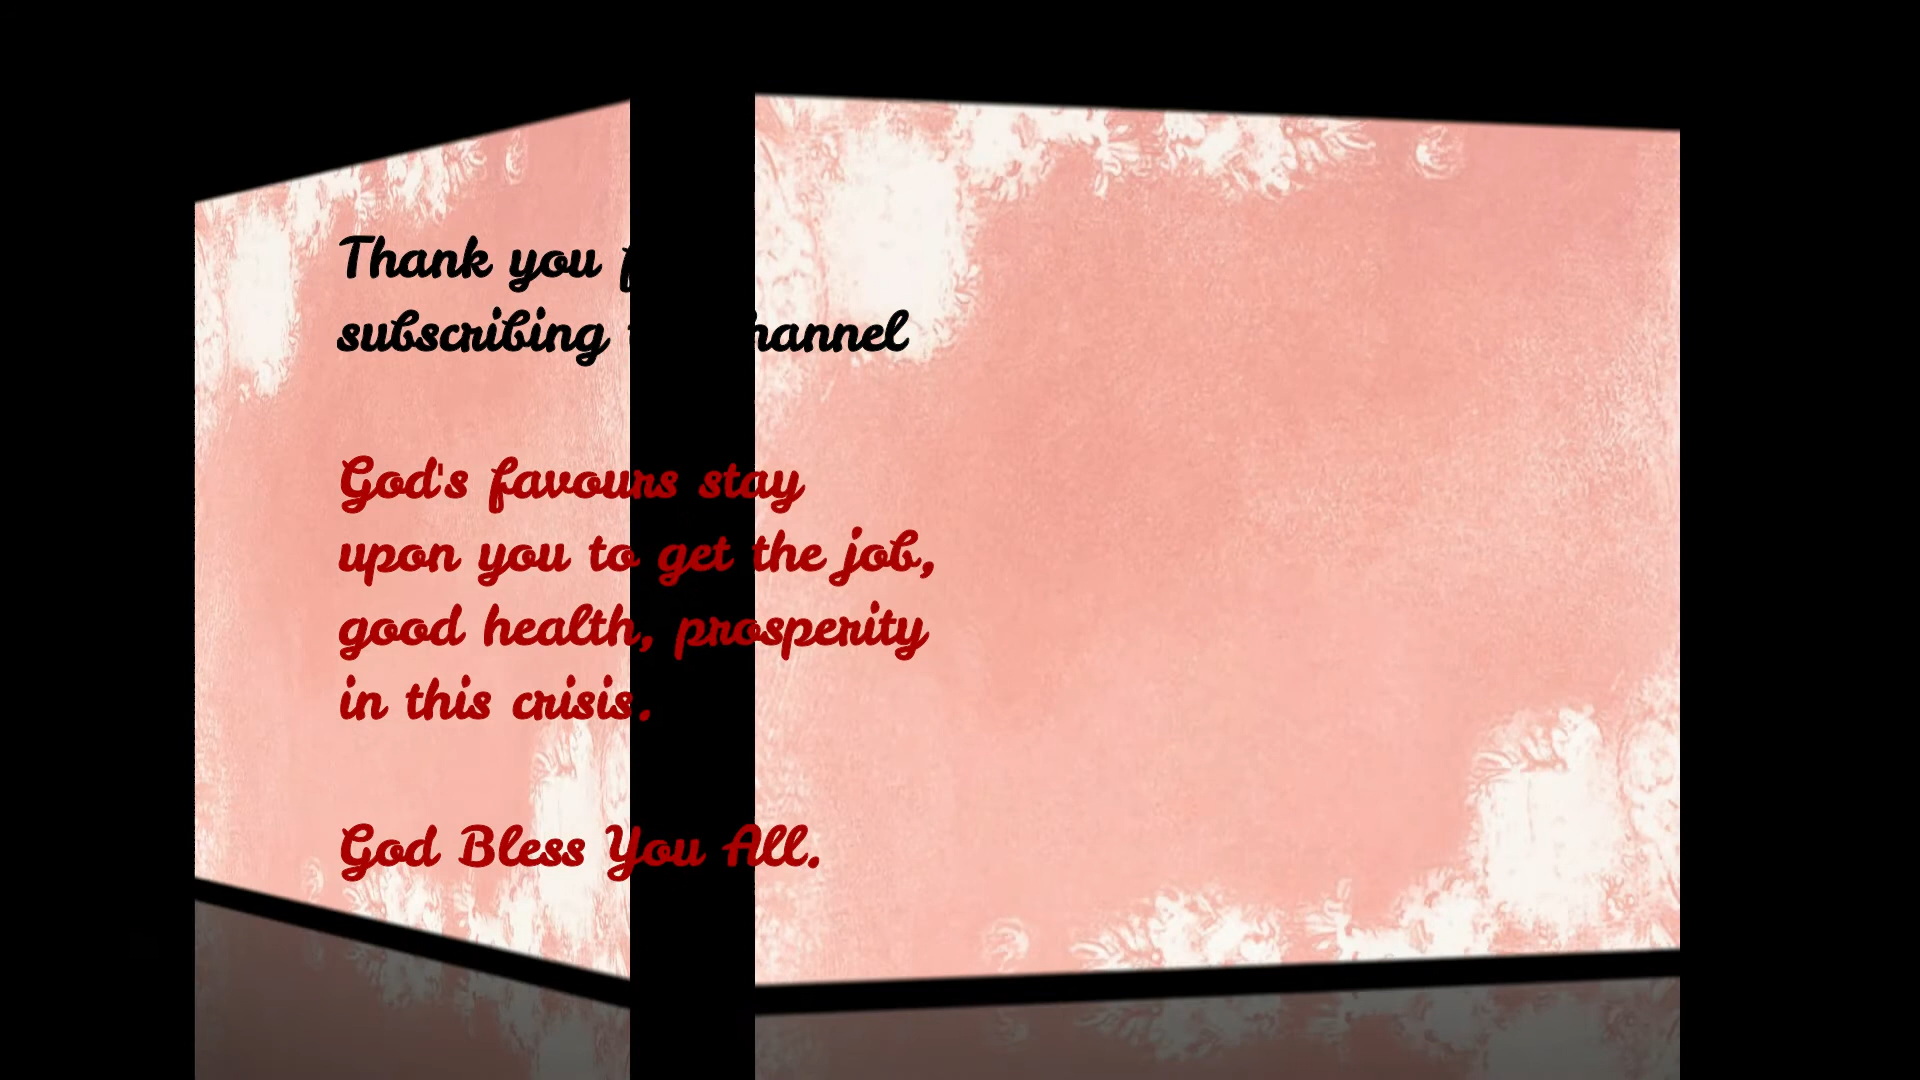 Thank you
subscribing channel
God's favours stay
upon you to get the job,
good health, prosperity
in this crisis.
God Bless You All.